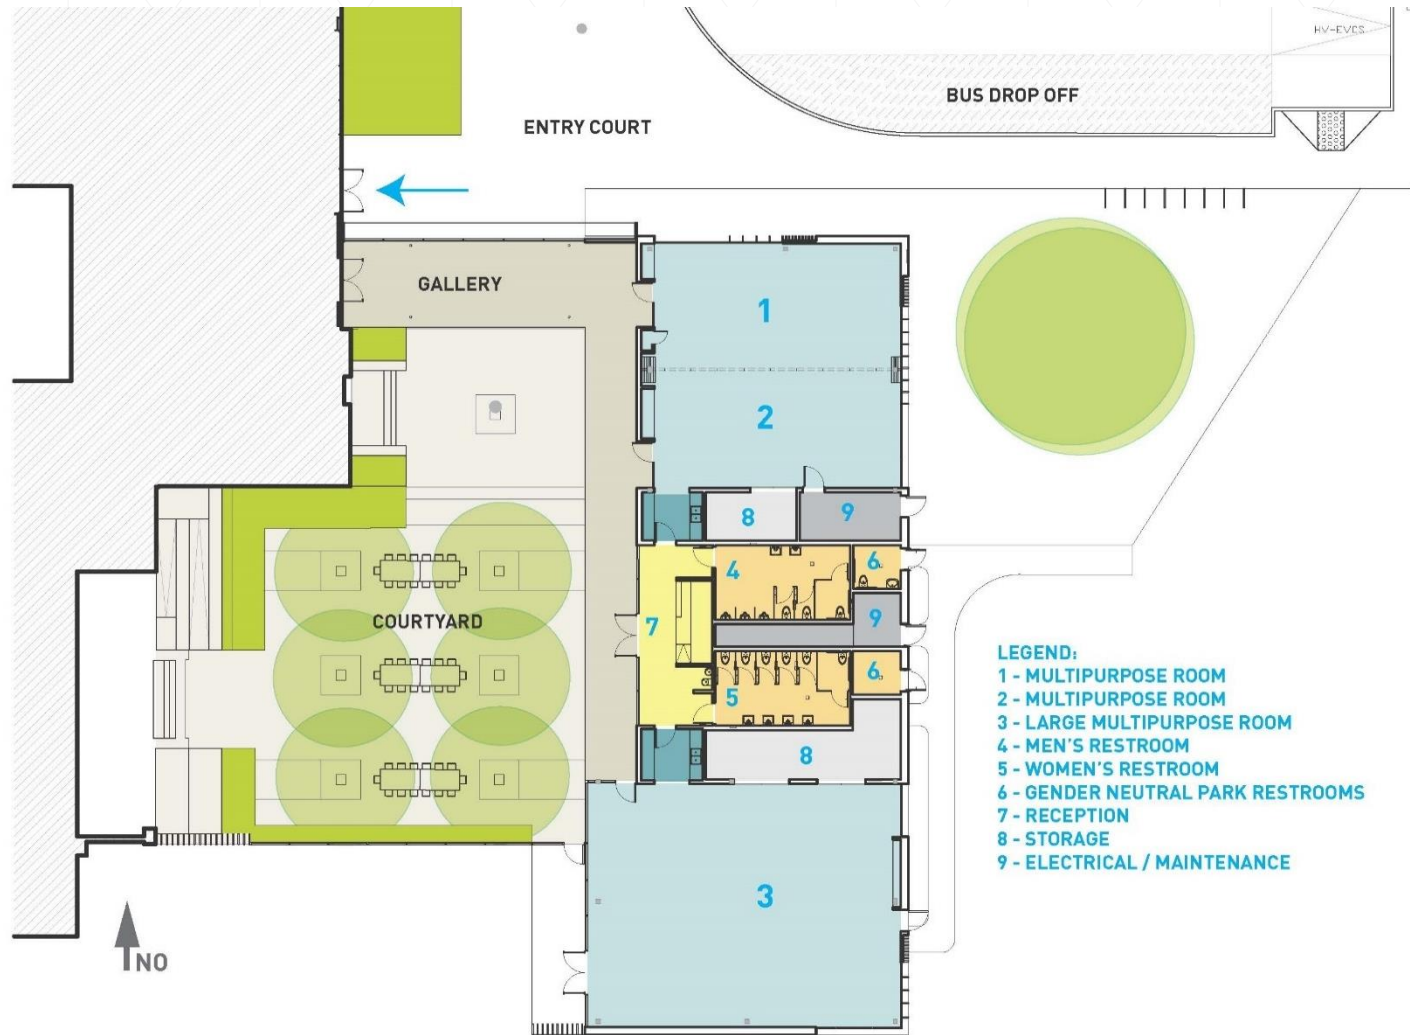 HV-EVCS
BUS DROP OFF
ENTRY COURT
GALLERY
1
2
8
9
4
6
COURTYARD
7
9
5
6
8
3
LEGEND:
1 - MULTIPURPOSE ROOM
2 - MULTIPURPOSE ROOM
3 - LARGE MULTIPURPOSE ROOM
4 - MEN'S RESTROOM
5 - WOMEN'S RESTROOM
6 - GENDER NEUTRAL PARK RESTROOMS
7 - RECEPTION
8 - STORAGE
9 - ELECTRICAL / MAINTENANCE
NO